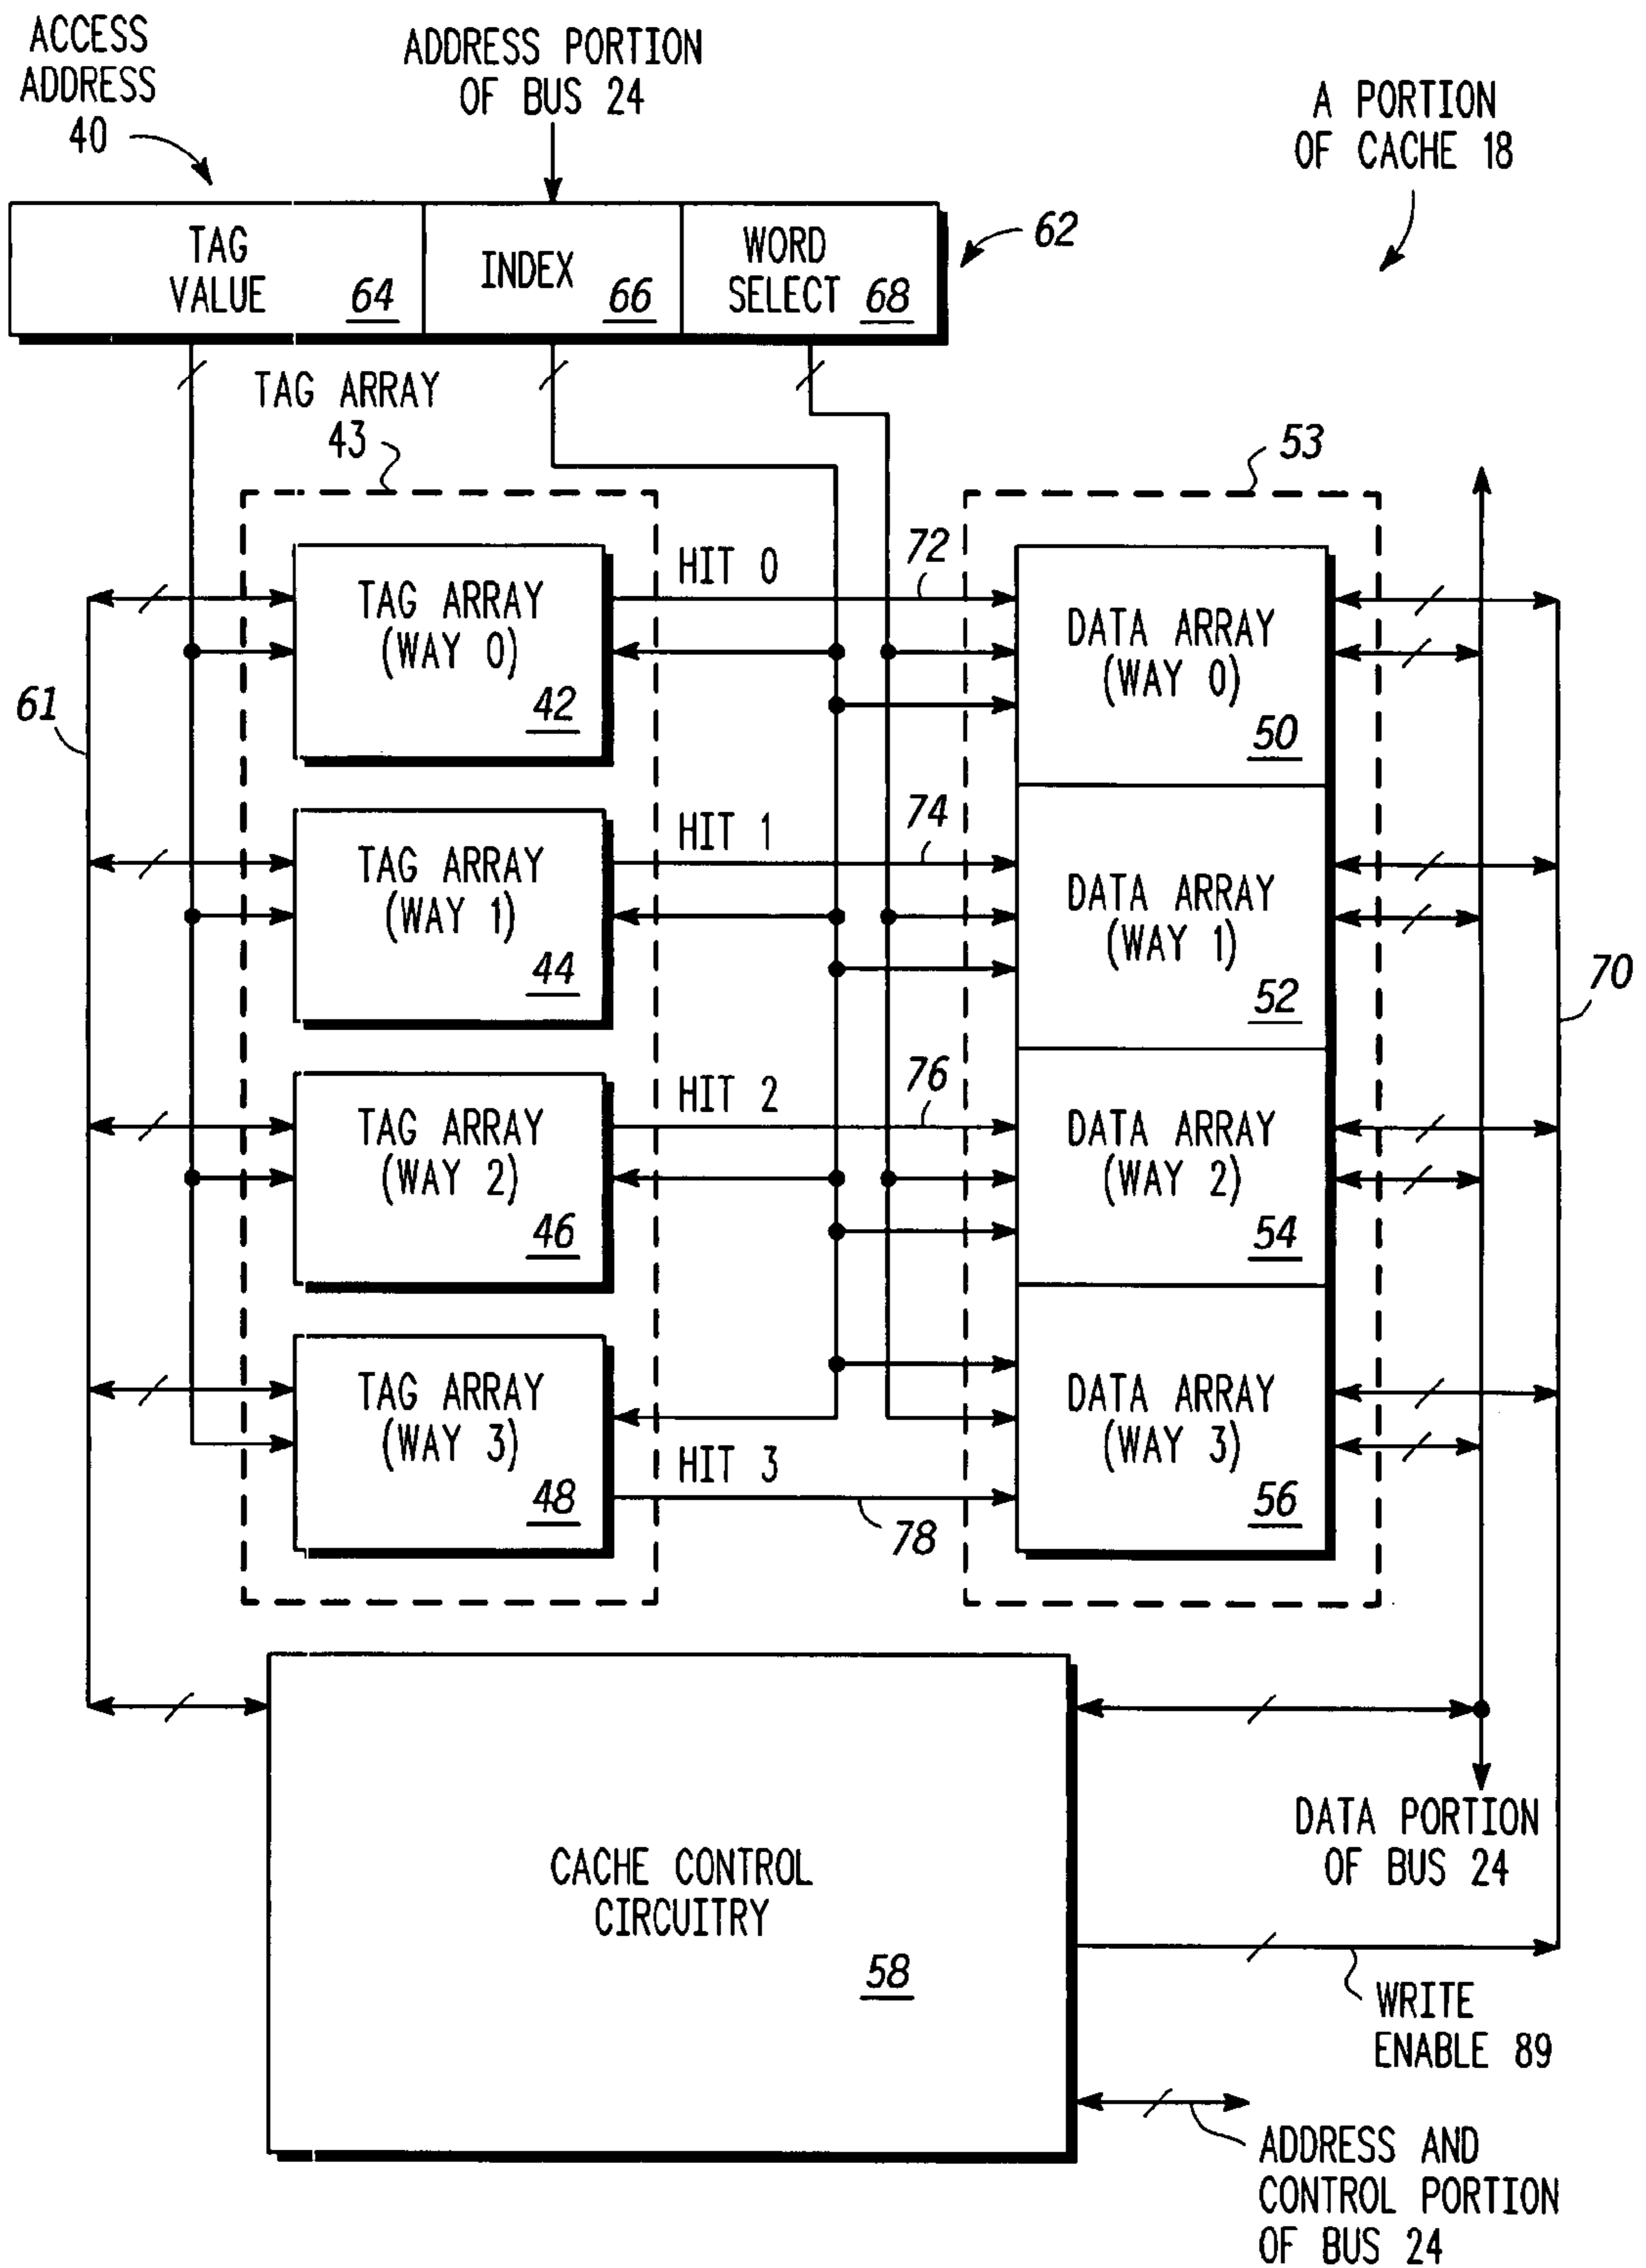 ACCESS
ADDRESS
40
ADDRESS PORTION
OF BUS 24
A PORTION
OF CACHE 18
TAG
VALUE 64
INDEX 66
WORD
SELECT 68
62
TAG ARRAY
43
53
61
TAG ARRAY
(WAY 0)
42
HIT 0
72
DATA ARRAY
(WAY 0)
50
TAG ARRAY
(WAY 1)
44
HIT 1
74
DATA ARRAY
(WAY 1)
52
70
TAG ARRAY
(WAY 2)
46
HIT 2
76
DATA ARRAY
(WAY 2)
54
TAG ARRAY
(WAY 3)
48
HIT 3
78
DATA ARRAY
(WAY 3)
56
CACHE CONTROL
CIRCUITRY
58
DATA PORTION
OF BUS 24
WRITE
ENABLE 89
ADDRESS AND
CONTROL PORTION
OF BUS 24